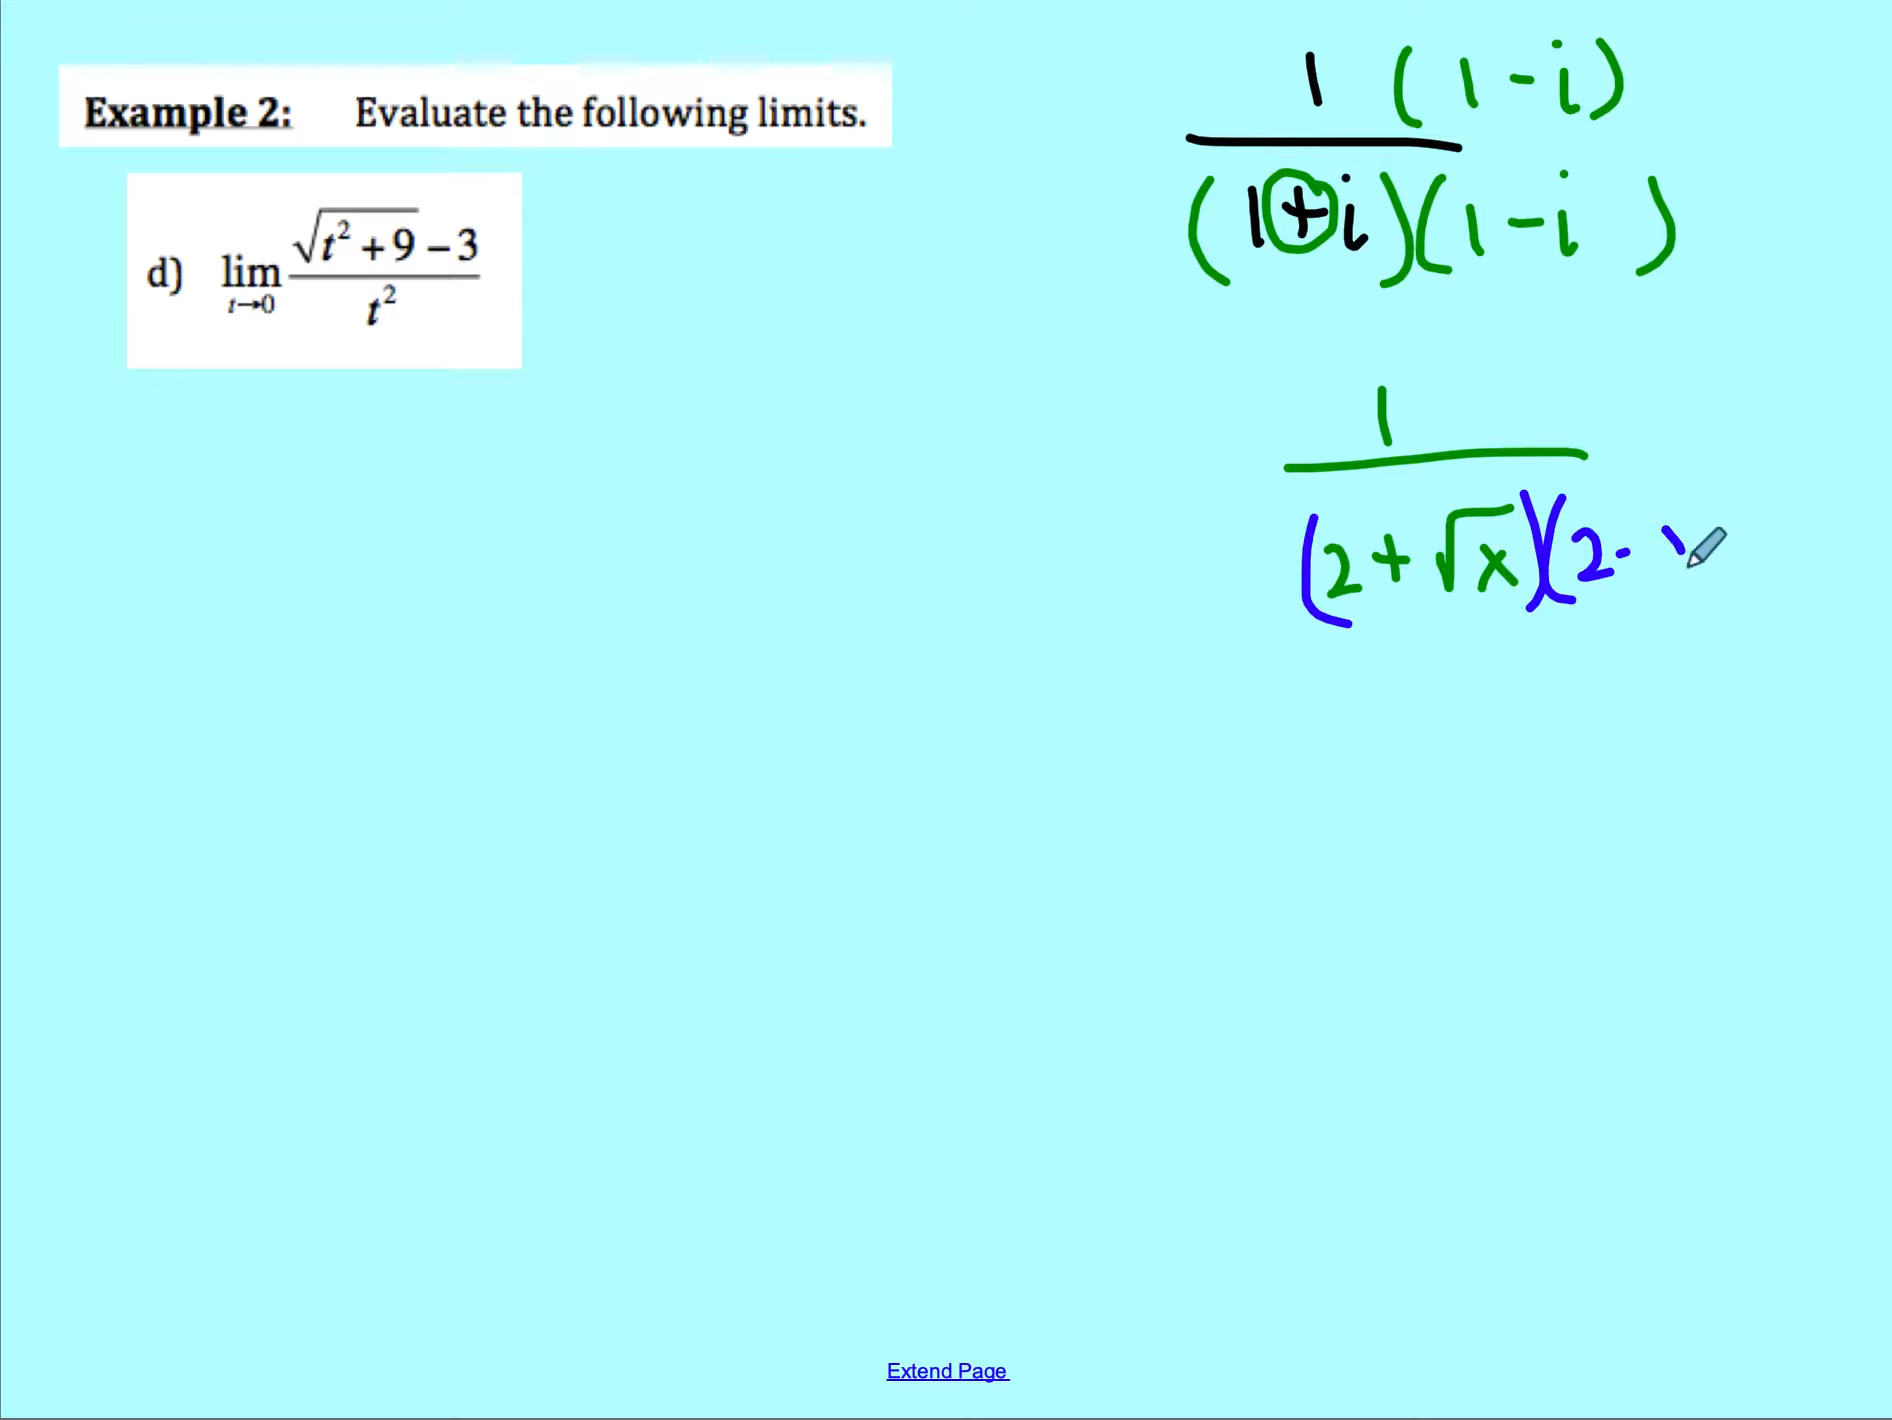 Example 2: Evaluate the following limits.
d) lim t→0 (√(t² + 9) − 3) / t²
1 (1 - i)
(1 + i)(1 - i)
1
(2 + √x)(2 -
Extend Page